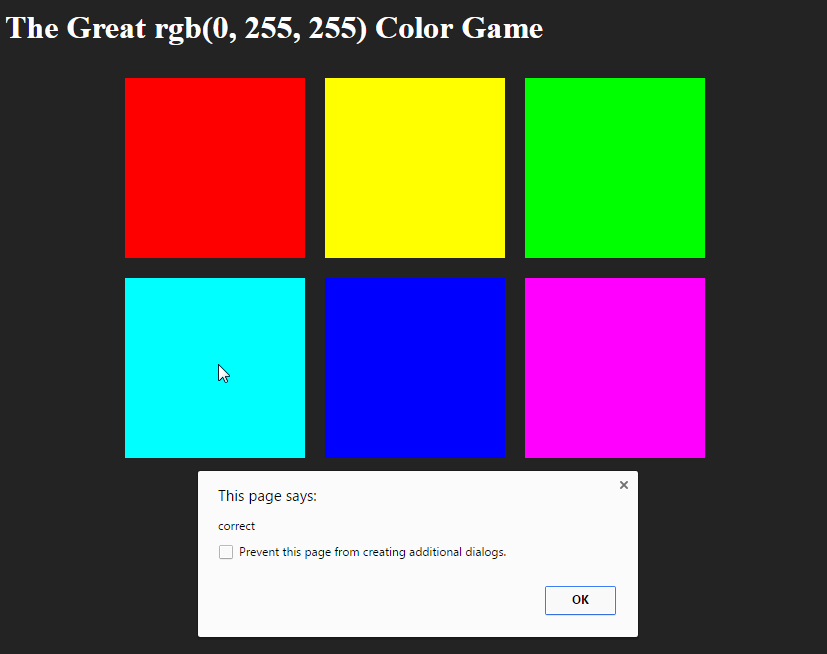 The Great rgb(0, 255, 255) Color Game
This page says:
correct
Prevent this page from creating additional dialogs.
OK